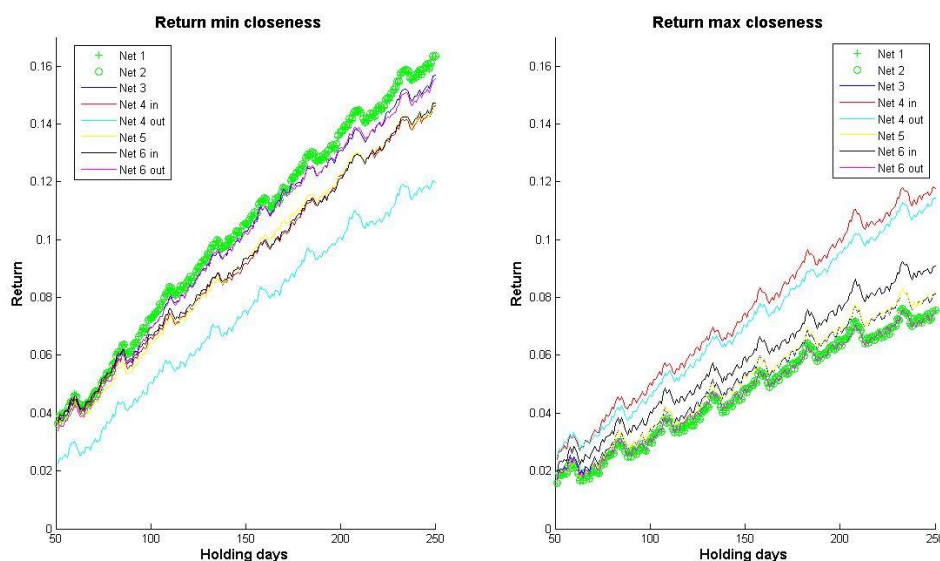 Return min closeness
0.16
0.14
0.12
0.1
0.08
0.06
0.04
0.02
0
Return
Net 1
Net 2
Net 3
Net 4 in
Net 4 out
Net 5
Net 6 in
Net 6 out
50
100
150
200
250
Holding days
Return max closeness
0.16
0.14
0.12
0.1
0.08
0.06
0.04
0.02
0
Return
Net 1
Net 2
Net 3
Net 4 in
Net 4 out
Net 5
Net 6 in
Net 6 out
50
100
150
200
250
Holding days